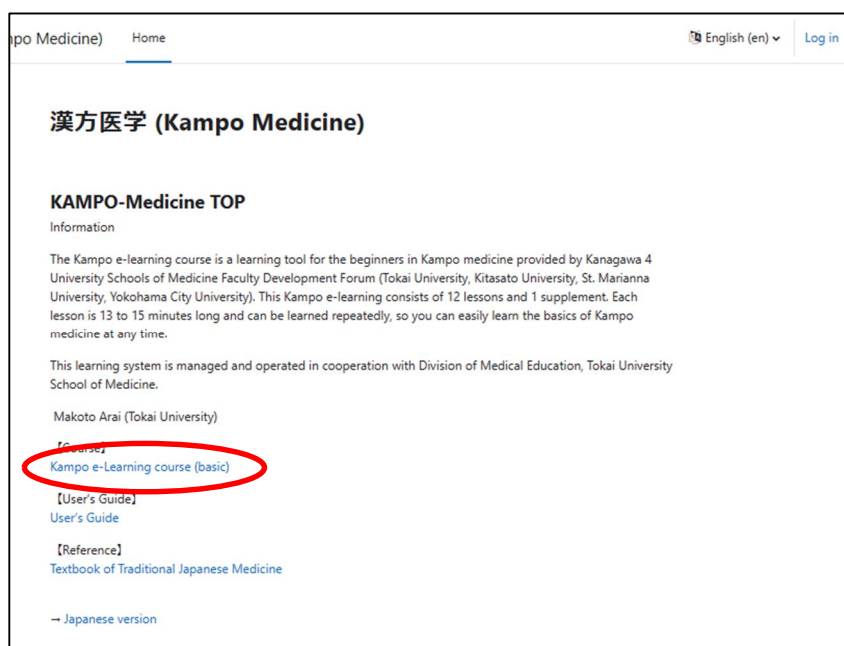 Medicine) Home English (en) Log in
漢方医学 (Kampo Medicine)
KAMPO-Medicine TOP
Information
The Kampo e-learning course is a learning tool for the beginners in Kampo medicine provided by Kanagawa 4
University Schools of Medicine Faculty Development Forum (Tokai University, Kitasato University, St. Marianna
University, Yokohama City University). This Kampo e-learning consists of 12 lessons and 1 supplement. Each
lesson is 13 to 15 minutes long and can be learned repeatedly, so you can easily learn the basics of Kampo
medicine at any time.
This learning system is managed and operated in cooperation with Division of Medical Education, Tokai University
School of Medicine.
Makoto Arai (Tokai University)
【Course】
Kampo e-Learning course (basic)
【User's Guide】
User's Guide
【Reference】
Textbook of Traditional Japanese Medicine
→ Japanese version